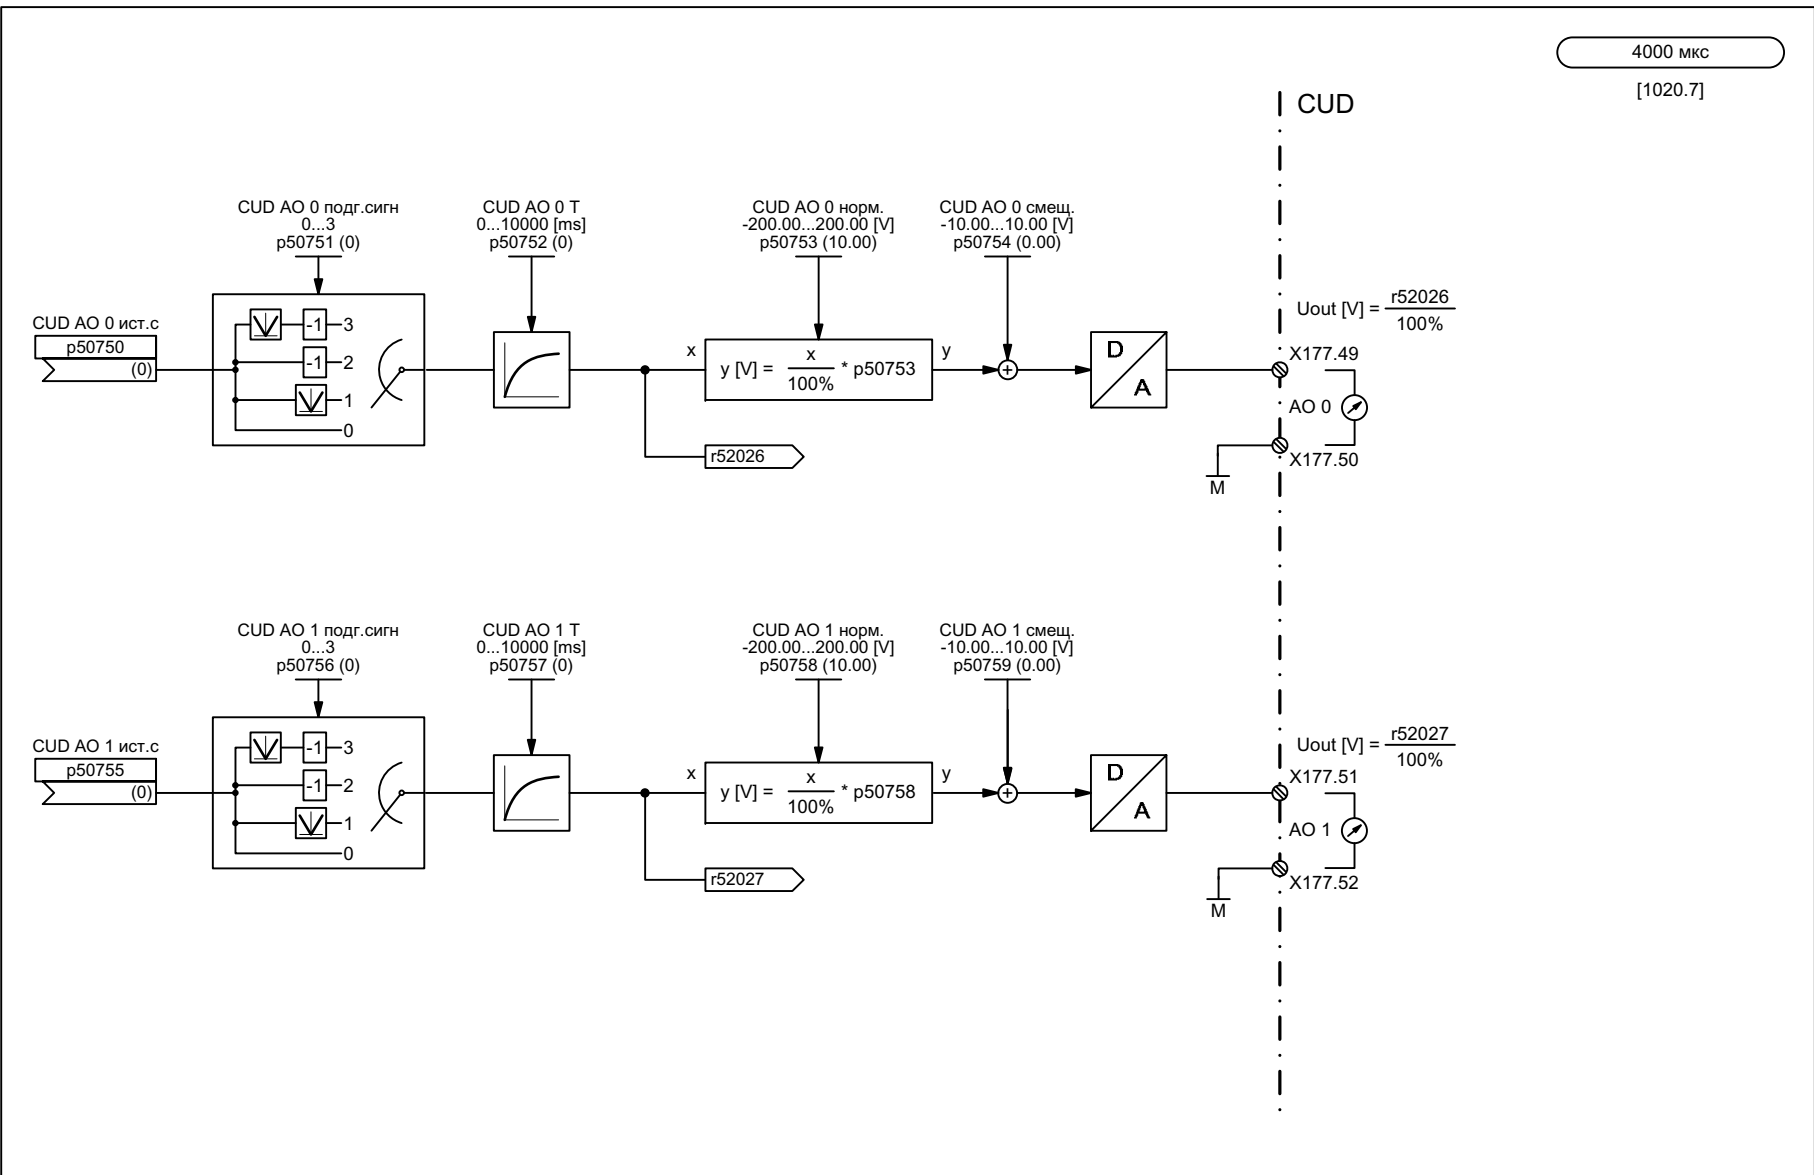 4000 мкс
[1020.7]
CUD
CUD AO 0 подг.сигн
0...3
p50751 (0)
CUD AO 0 T
0...10000 [ms]
p50752 (0)
CUD AO 0 норм.
-200.00...200.00 [V]
p50753 (10.00)
CUD AO 0 смещ.
-10.00...10.00 [V]
p50754 (0.00)
CUD AO 0 ист.с
p50750
(0)
-1 3
-1 2
1
0
x
y [V] = x / 100% * p50753
y
r52026
D
A
Uout [V] = r52026 / 100%
X177.49
AO 0
X177.50
M
CUD AO 1 подг.сигн
0...3
p50756 (0)
CUD AO 1 T
0...10000 [ms]
p50757 (0)
CUD AO 1 норм.
-200.00...200.00 [V]
p50758 (10.00)
CUD AO 1 смещ.
-10.00...10.00 [V]
p50759 (0.00)
CUD AO 1 ист.с
p50755
(0)
-1 3
-1 2
1
0
x
y [V] = x / 100% * p50758
y
r52027
D
A
Uout [V] = r52027 / 100%
X177.51
AO 1
X177.52
M